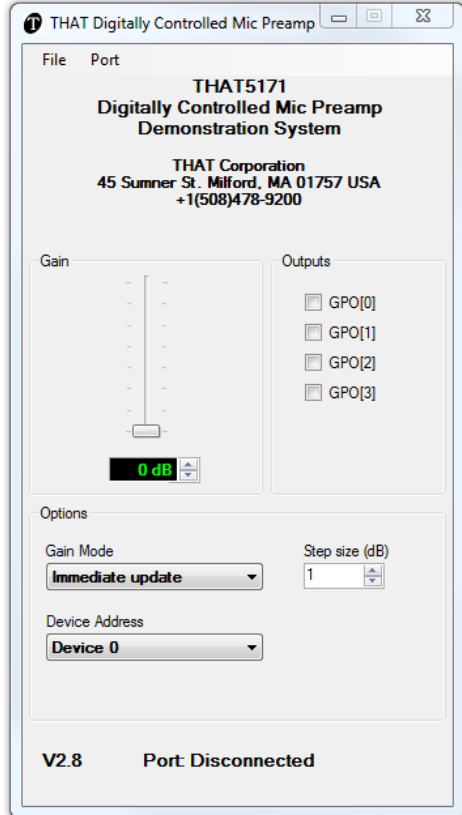 THAT Digitally Controlled Mic Preamp
File Port
THAT5171
Digitally Controlled Mic Preamp
Demonstration System
THAT Corporation
45 Sumner St. Milford, MA 01757 USA
+1(508)478-9200
Gain
Outputs
GPO[0]
GPO[1]
GPO[2]
GPO[3]
0 dB
Options
Gain Mode
Step size (dB)
Immediate update
1
Device Address
Device 0
V2.8 Port: Disconnected